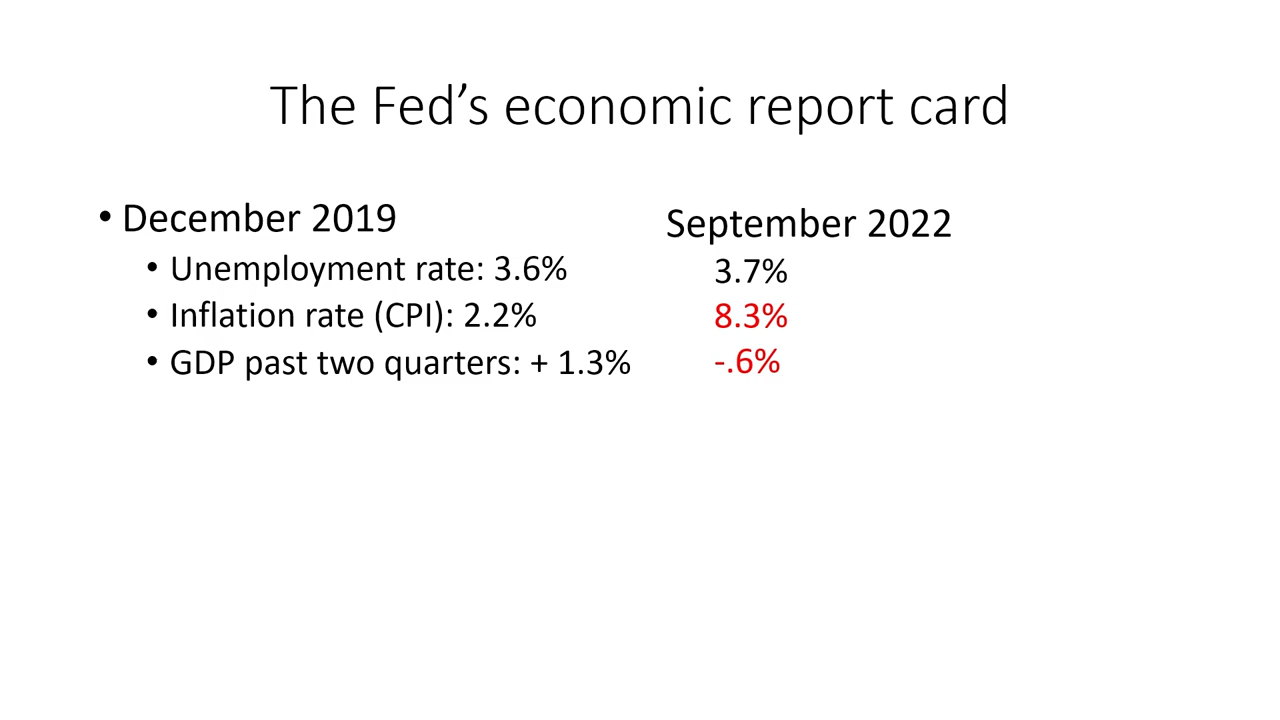 The Fed’s economic report card
• December 2019
• Unemployment rate: 3.6%
• Inflation rate (CPI): 2.2%
• GDP past two quarters: + 1.3%
September 2022
3.7%
8.3%
-.6%